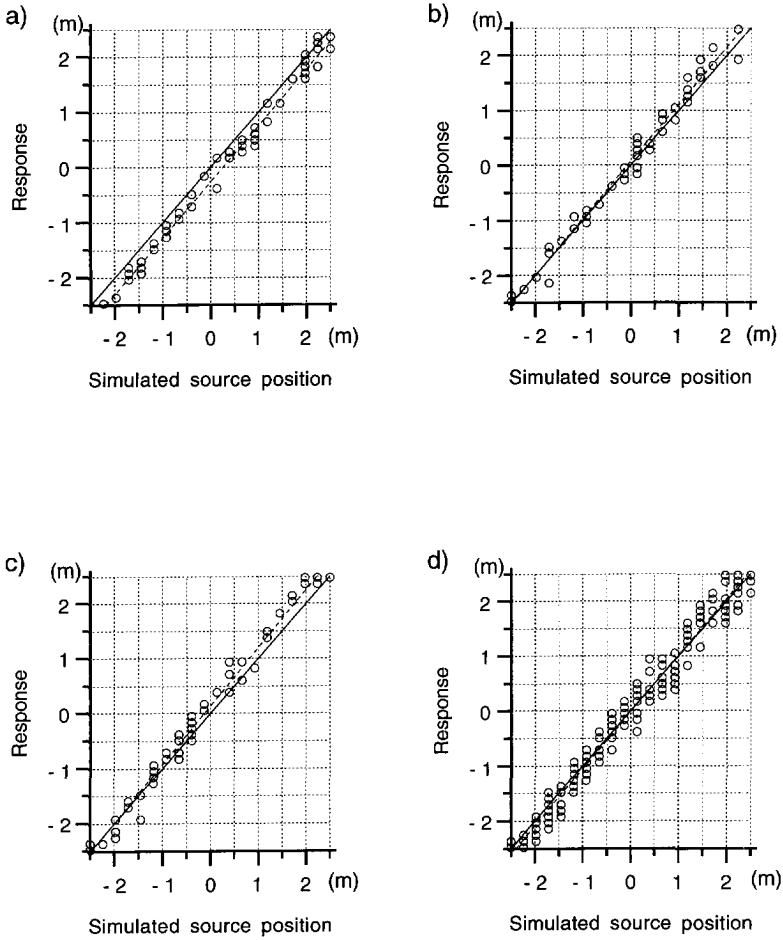 a)
(m)
2
1
0
- 1
- 2
Response
- 2 - 1 0 1 2 (m)
Simulated source position
b)
(m)
2
1
0
- 1
- 2
Response
- 2 - 1 0 1 2 (m)
Simulated source position
c)
(m)
2
1
0
- 1
- 2
Response
- 2 - 1 0 1 2 (m)
Simulated source position
d)
(m)
2
1
0
- 1
- 2
Response
- 2 - 1 0 1 2 (m)
Simulated source position